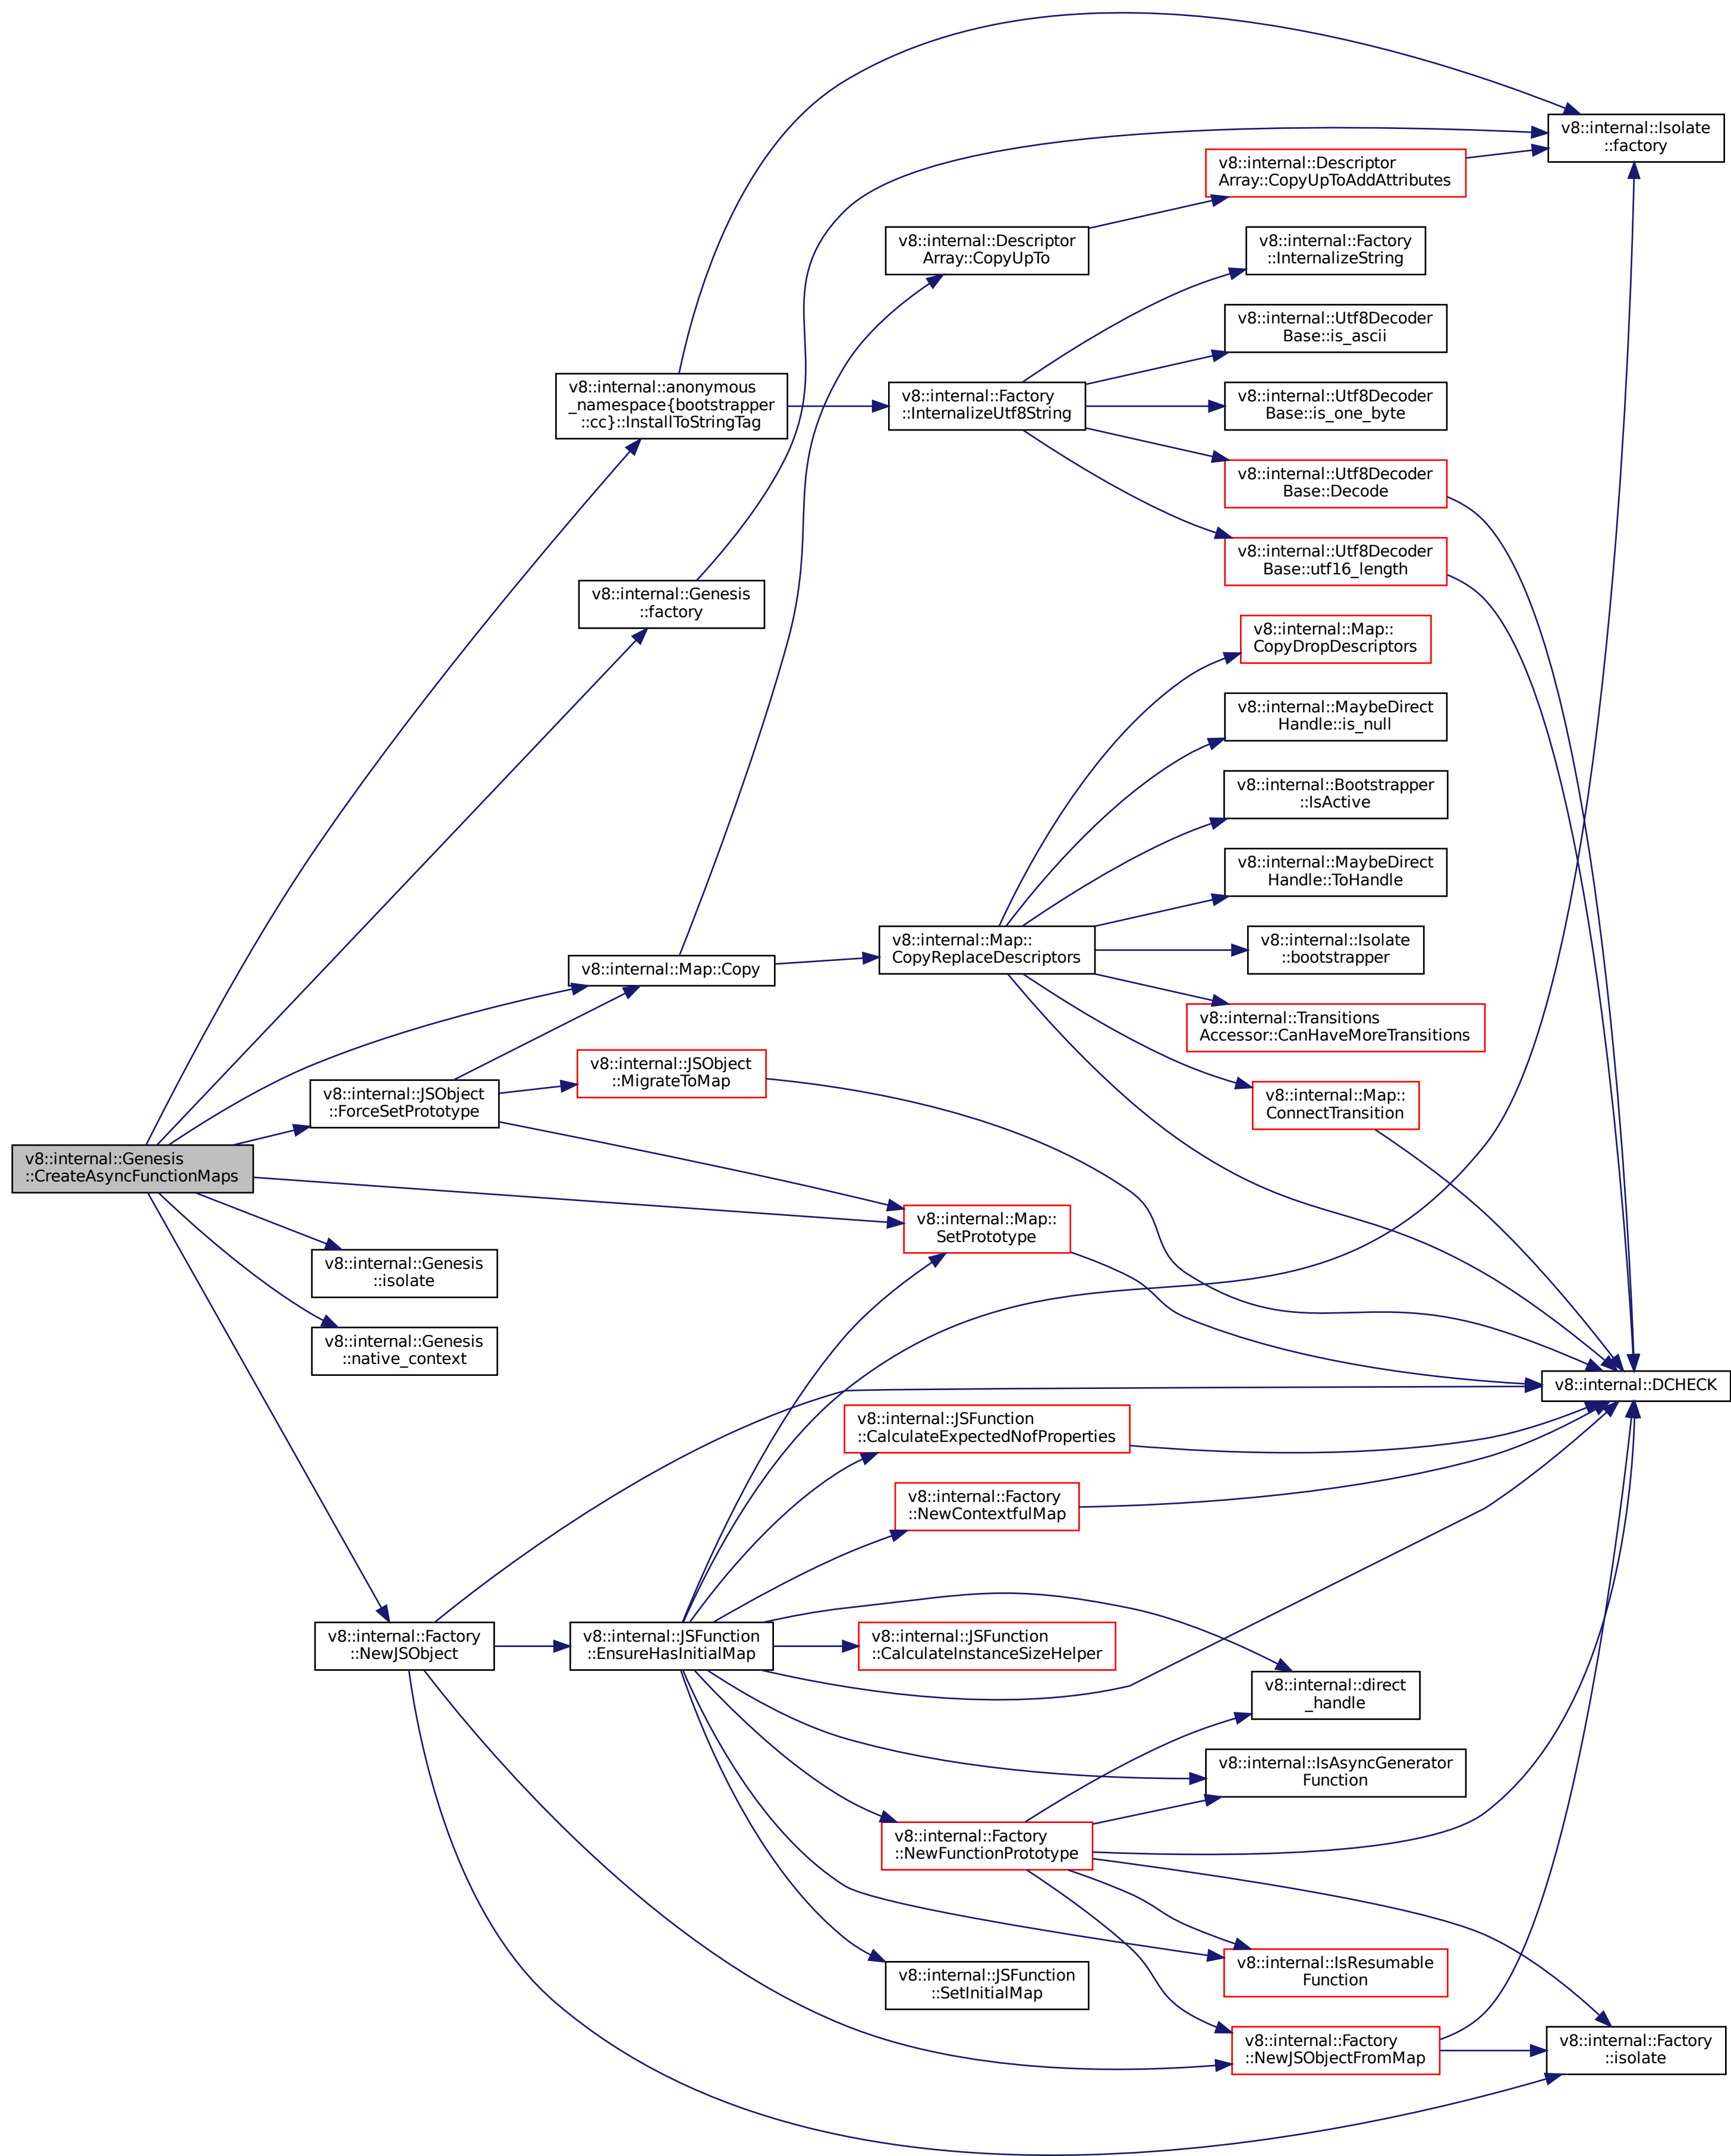 v8::internal::Isolate
::factory
v8::internal::Descriptor
Array::CopyUpToAddAttributes
v8::internal::Descriptor
Array::CopyUpTo
v8::internal::Factory
::InternalizeString
v8::internal::Utf8Decoder
Base::is_ascii
v8::internal::anonymous
_namespace{bootstrapper
::cc}::InstallToStringTag
v8::internal::Factory
::InternalizeUtf8String
v8::internal::Utf8Decoder
Base::is_one_byte
v8::internal::Utf8Decoder
Base::Decode
v8::internal::Utf8Decoder
Base::utf16_length
v8::internal::Genesis
::factory
v8::internal::Map::
CopyDropDescriptors
v8::internal::MaybeDirect
Handle::is_null
v8::internal::Bootstrapper
::IsActive
v8::internal::MaybeDirect
Handle::ToHandle
v8::internal::Map::
CopyReplaceDescriptors
v8::internal::Isolate
::bootstrapper
v8::internal::Map::Copy
v8::internal::Transitions
Accessor::CanHaveMoreTransitions
v8::internal::JSObject
::MigrateToMap
v8::internal::JSObject
::ForceSetPrototype
v8::internal::Map::
ConnectTransition
v8::internal::Genesis
::CreateAsyncFunctionMaps
v8::internal::Map::
SetPrototype
v8::internal::Genesis
::isolate
v8::internal::Genesis
::native_context
v8::internal::DCHECK
v8::internal::JSFunction
::CalculateExpectedNofProperties
v8::internal::Factory
::NewContextfulMap
v8::internal::Factory
::NewJSObject
v8::internal::JSFunction
::EnsureHasInitialMap
v8::internal::JSFunction
::CalculateInstanceSizeHelper
v8::internal::direct
_handle
v8::internal::IsAsyncGenerator
Function
v8::internal::Factory
::NewFunctionPrototype
v8::internal::IsResumable
Function
v8::internal::JSFunction
::SetInitialMap
v8::internal::Factory
::NewJSObjectFromMap
v8::internal::Factory
::isolate